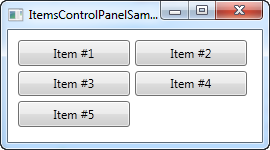 ItemsControlPanelSam...
Item #1 Item #2
Item #3 Item #4
Item #5